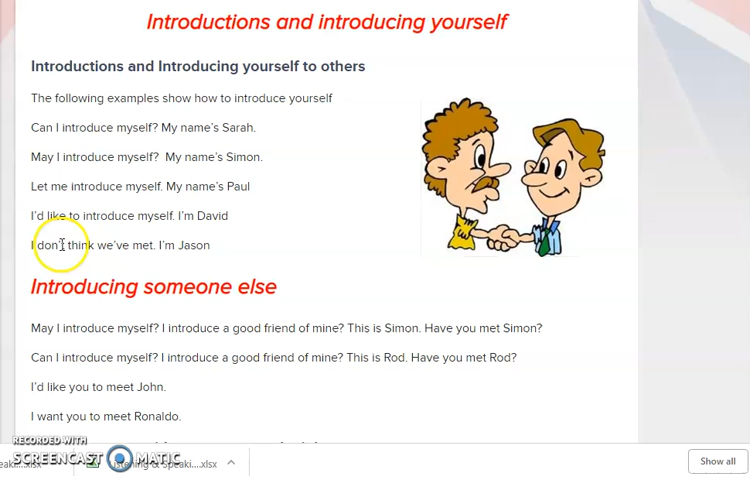 Introductions and introducing yourself
Introductions and Introducing yourself to others
The following examples show how to introduce yourself
Can I introduce myself? My name's Sarah.
May I introduce myself?  My name's Simon.
Let me introduce myself. My name's Paul
I'd like to introduce myself. I'm David
I don't think we've met. I'm Jason
Introducing someone else
May I introduce myself? I introduce a good friend of mine? This is Simon. Have you met Simon?
Can I introduce myself? I introduce a good friend of mine? This is Rod. Have you met Rod?
I'd like you to meet John.
I want you to meet Ronaldo.
RECORDED WITH
SCREENCAST MATIC
Listening & Speaki....xlsx
Show all